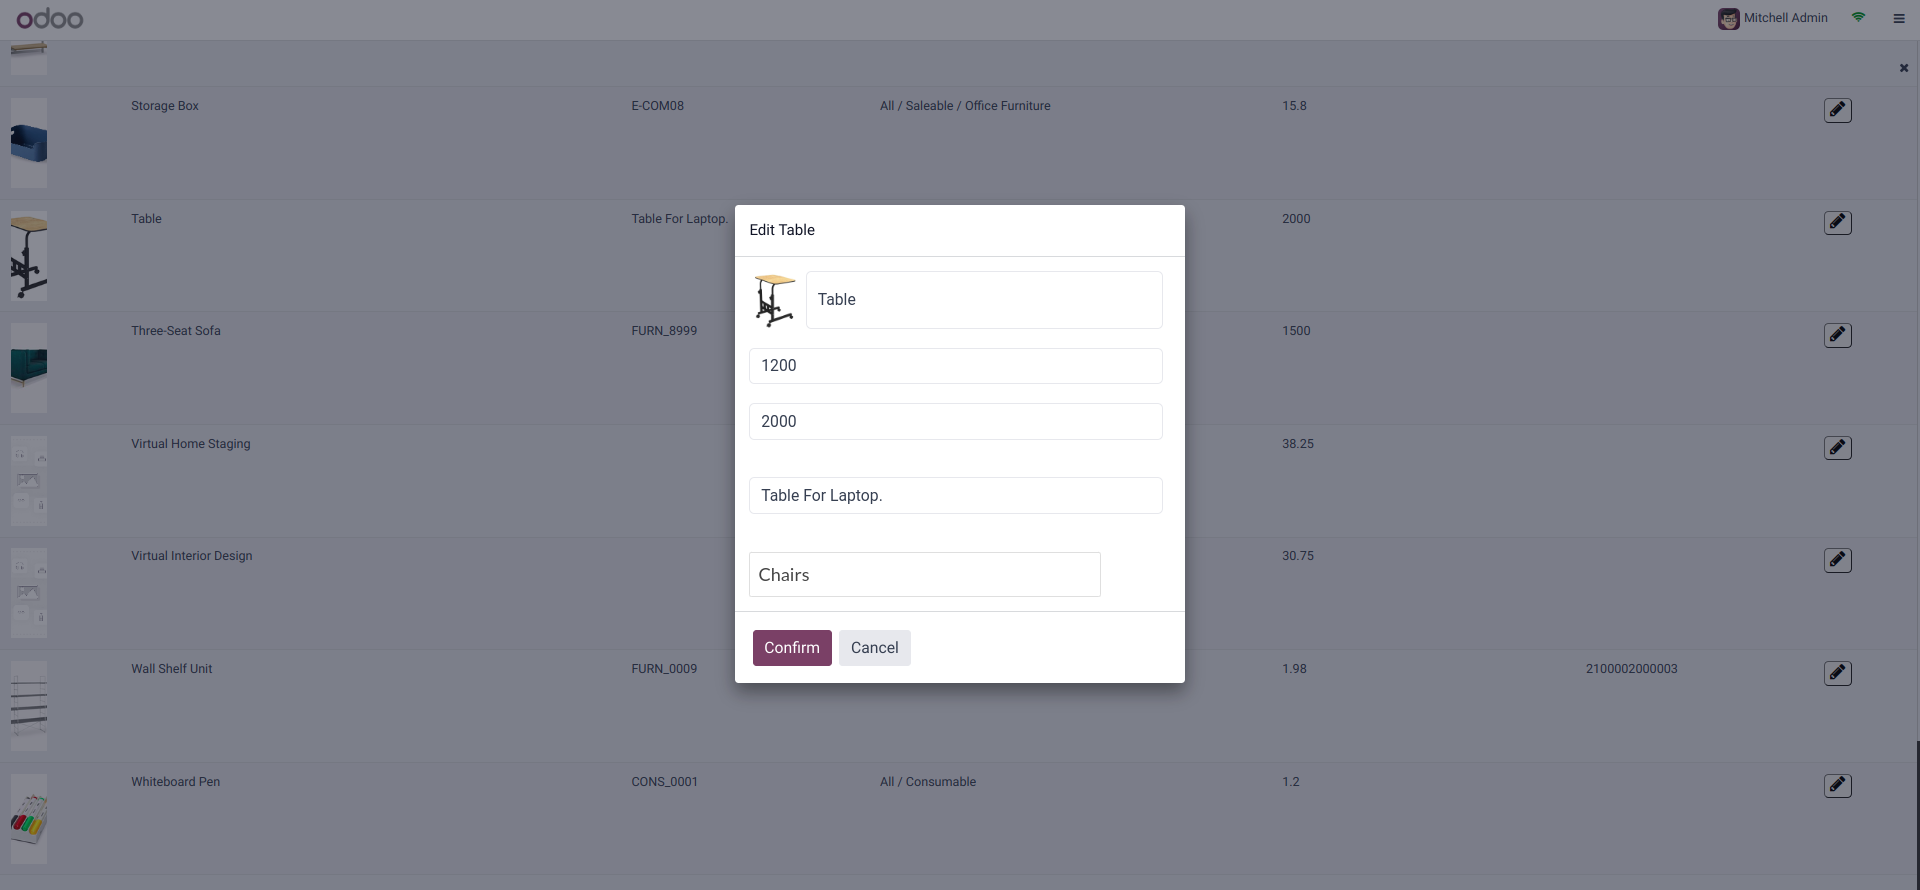 odoo
Mitchell Admin
Storage Box E-COM08 All / Saleable / Office Furniture 15.8
Table Table For Laptop. 2000
Edit Table
Table
Three-Seat Sofa FURN_8999 1500
1200
2000
Virtual Home Staging 38.25
Table For Laptop.
Virtual Interior Design 30.75
Chairs
Confirm Cancel
Wall Shelf Unit FURN_0009 1.98 2100002000003
Whiteboard Pen CONS_0001 All / Consumable 1.2